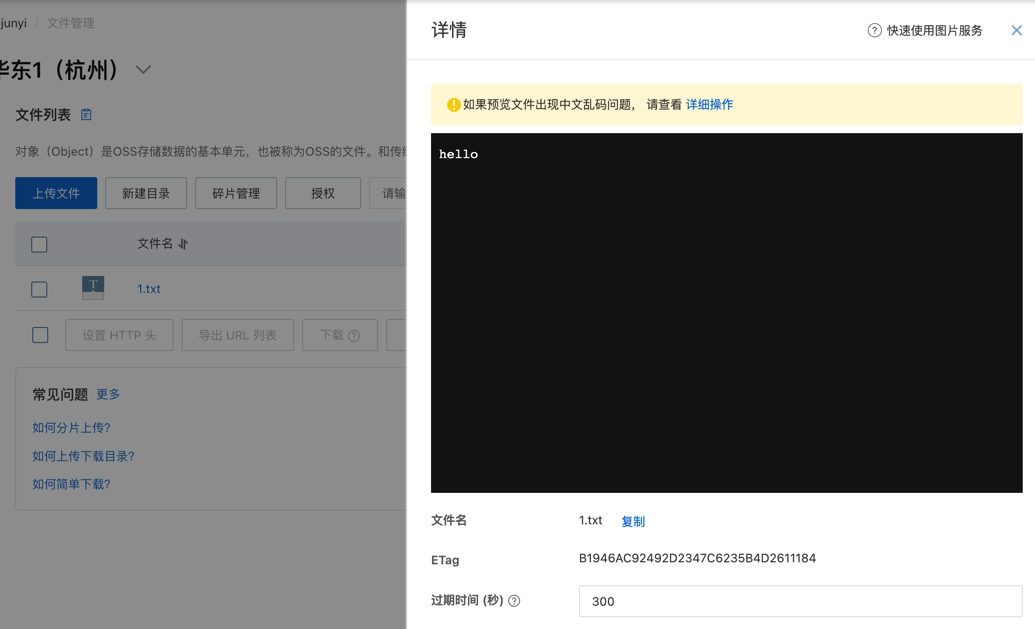 junyi / 文件管理
华东1（杭州）
文件列表
对象（Object）是OSS存储数据的基本单元，也被称为OSS的文件。和传
上传文件
新建目录
碎片管理
授权
请输
文件名
1.txt
设置 HTTP 头
导出 URL 列表
下载
常见问题 更多
如何分片上传?
如何上传下载目录?
如何简单下载?
详情
快速使用图片服务
如果预览文件出现中文乱码问题， 请查看 详细操作
hello
文件名 1.txt 复制
ETag B1946AC92492D2347C6235B4D2611184
过期时间 (秒) 300